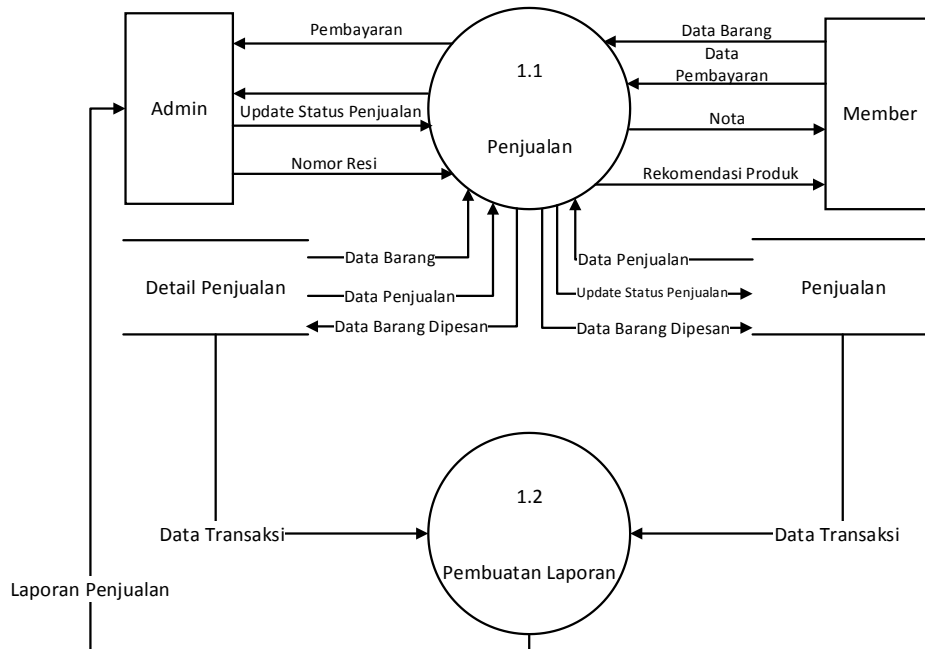 Pembayaran
Data Barang
Data
Pembayaran
1.1
Admin
Update Status Penjualan
Nota
Member
Penjualan
Nomor Resi
Rekomendasi Produk
Data Barang
Data Penjualan
Detail Penjualan
Data Penjualan
Update Status Penjualan
Penjualan
Data Barang Dipesan
Data Barang Dipesan
1.2
Data Transaksi
Data Transaksi
Pembuatan Laporan
Laporan Penjualan